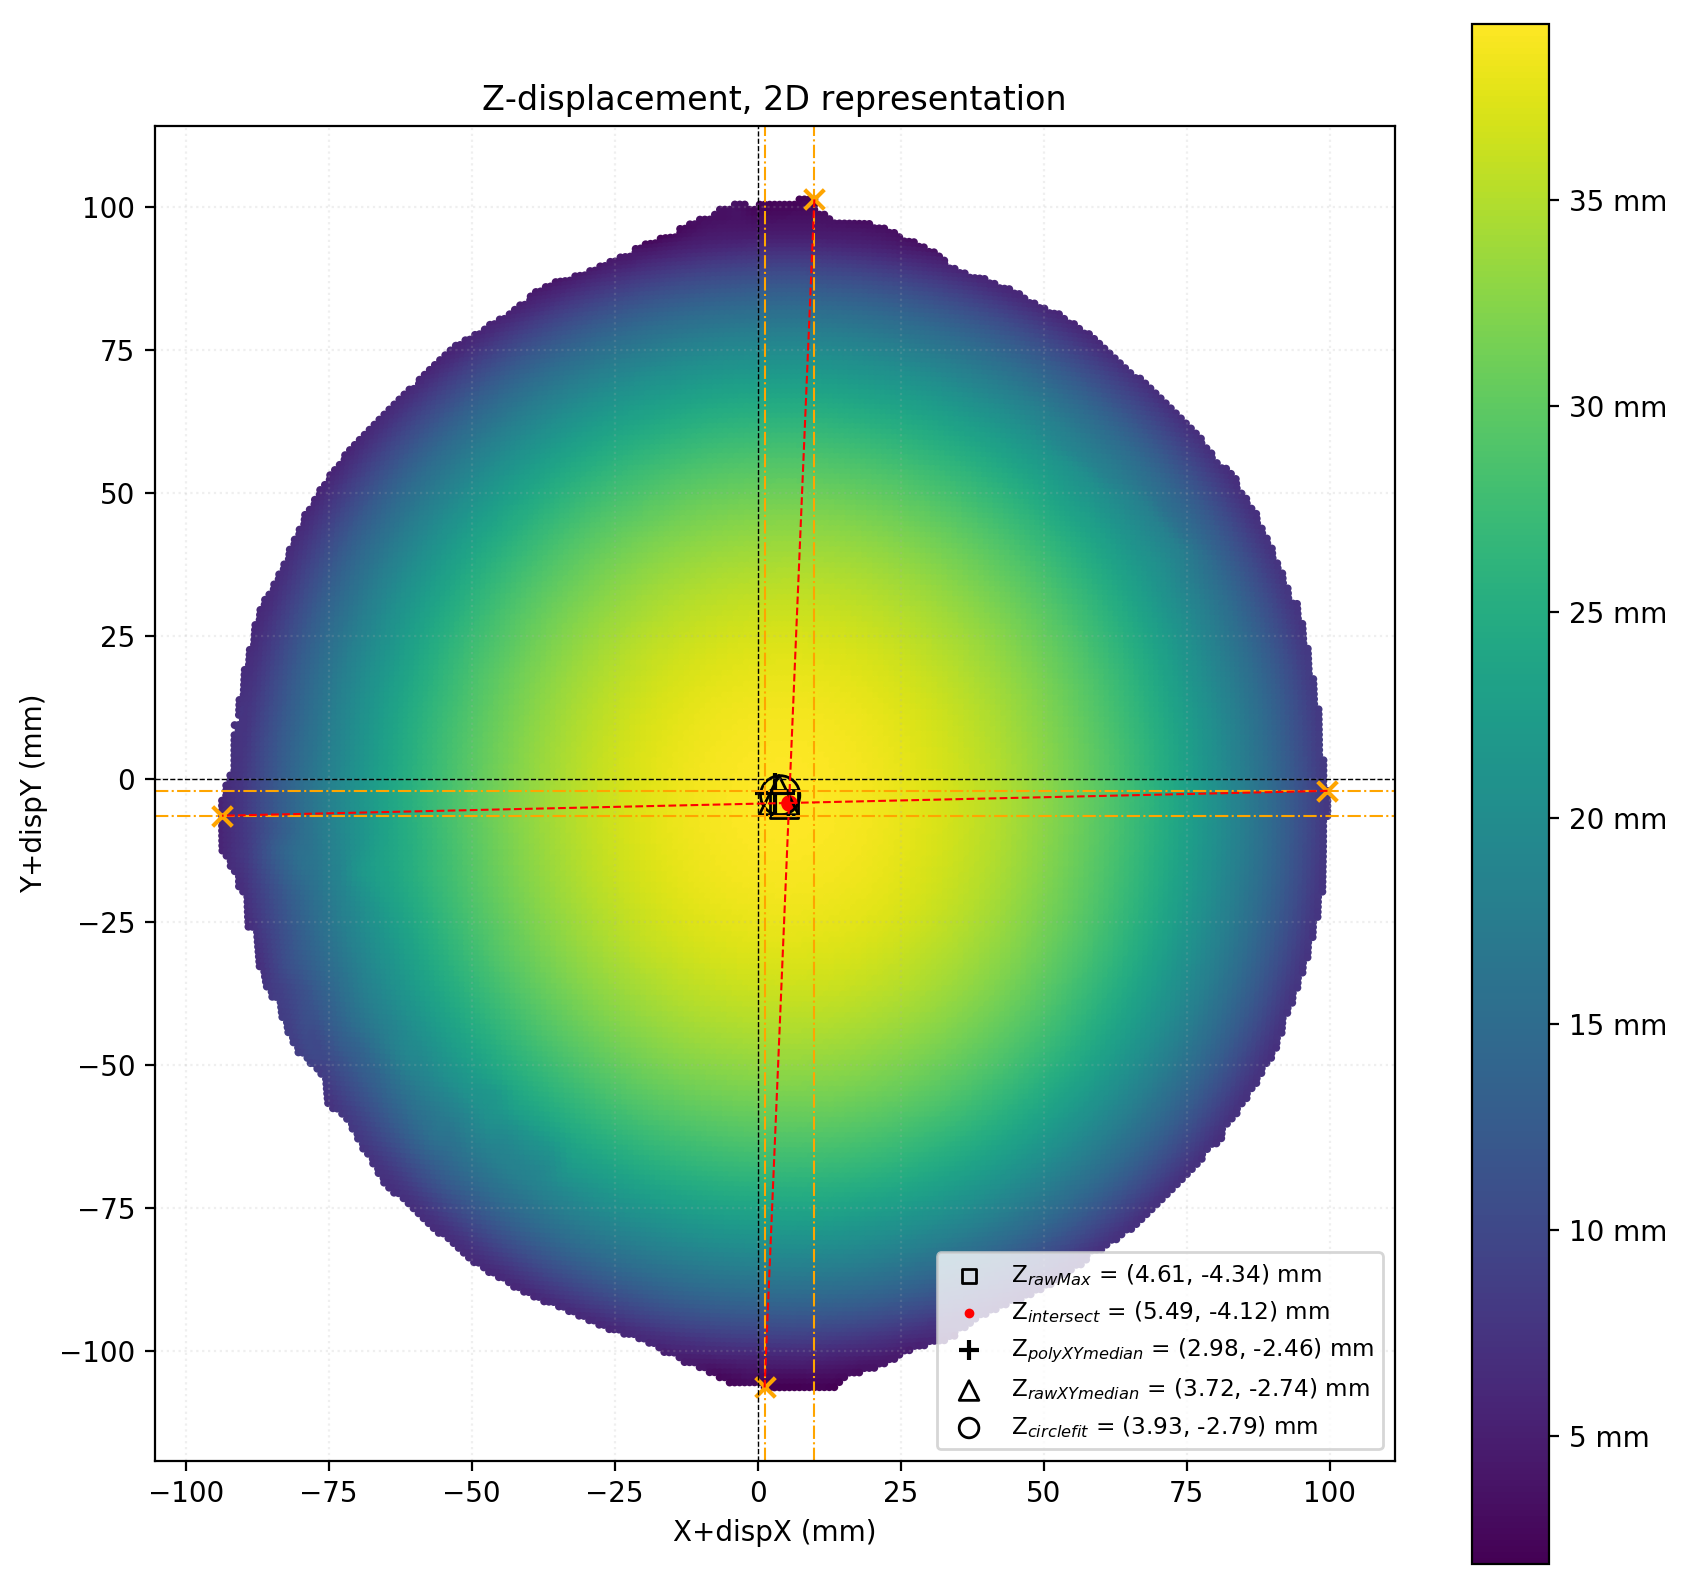 Z-displacement, 2D representation
35 mm
30 mm
25 mm
20 mm
15 mm
10 mm
5 mm
Y+dispY (mm)
100
75
50
25
0
−25
−50
−75
−100
Z_rawMax = (4.61, -4.34) mm
Z_intersect = (5.49, -4.12) mm
Z_polyXYmedian = (2.98, -2.46) mm
Z_rawXYmedian = (3.72, -2.74) mm
Z_circlefit = (3.93, -2.79) mm
−100 −75 −50 −25 0 25 50 75 100
X+dispX (mm)